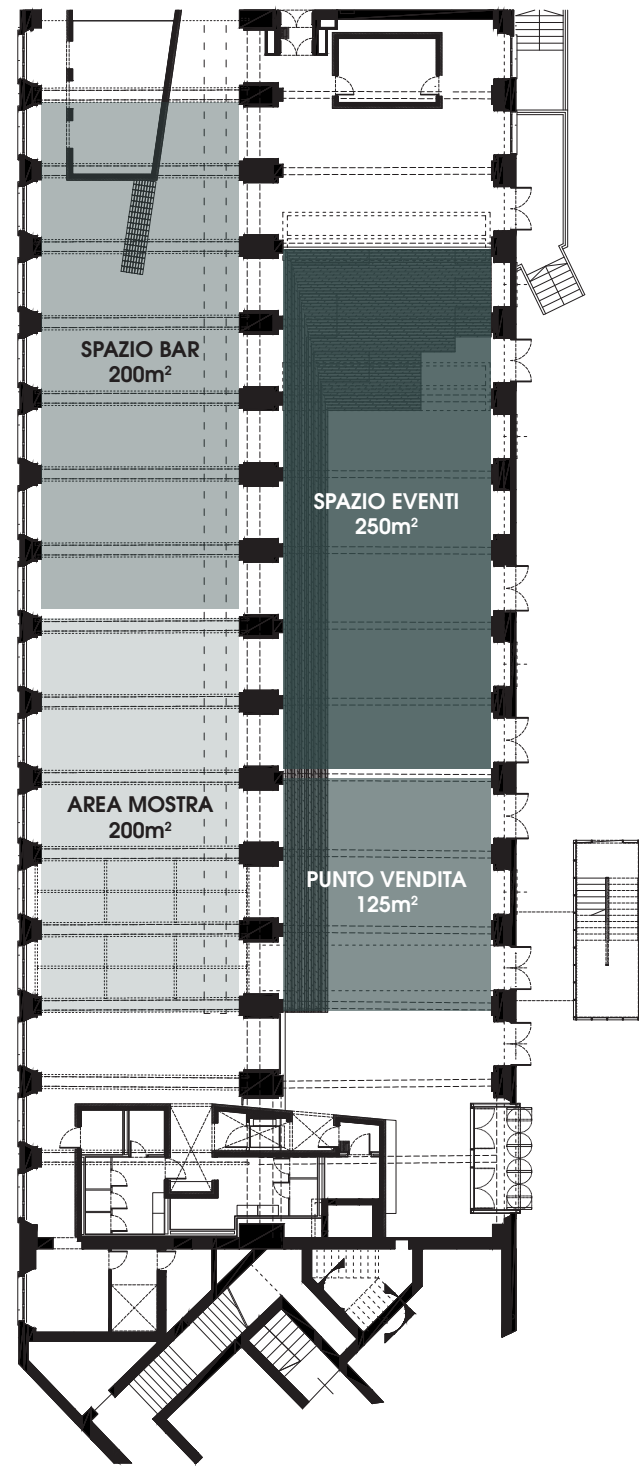 SPAZIO BAR
200m²
SPAZIO EVENTI
250m²
AREA MOSTRA
200m²
PUNTO VENDITA
125m²